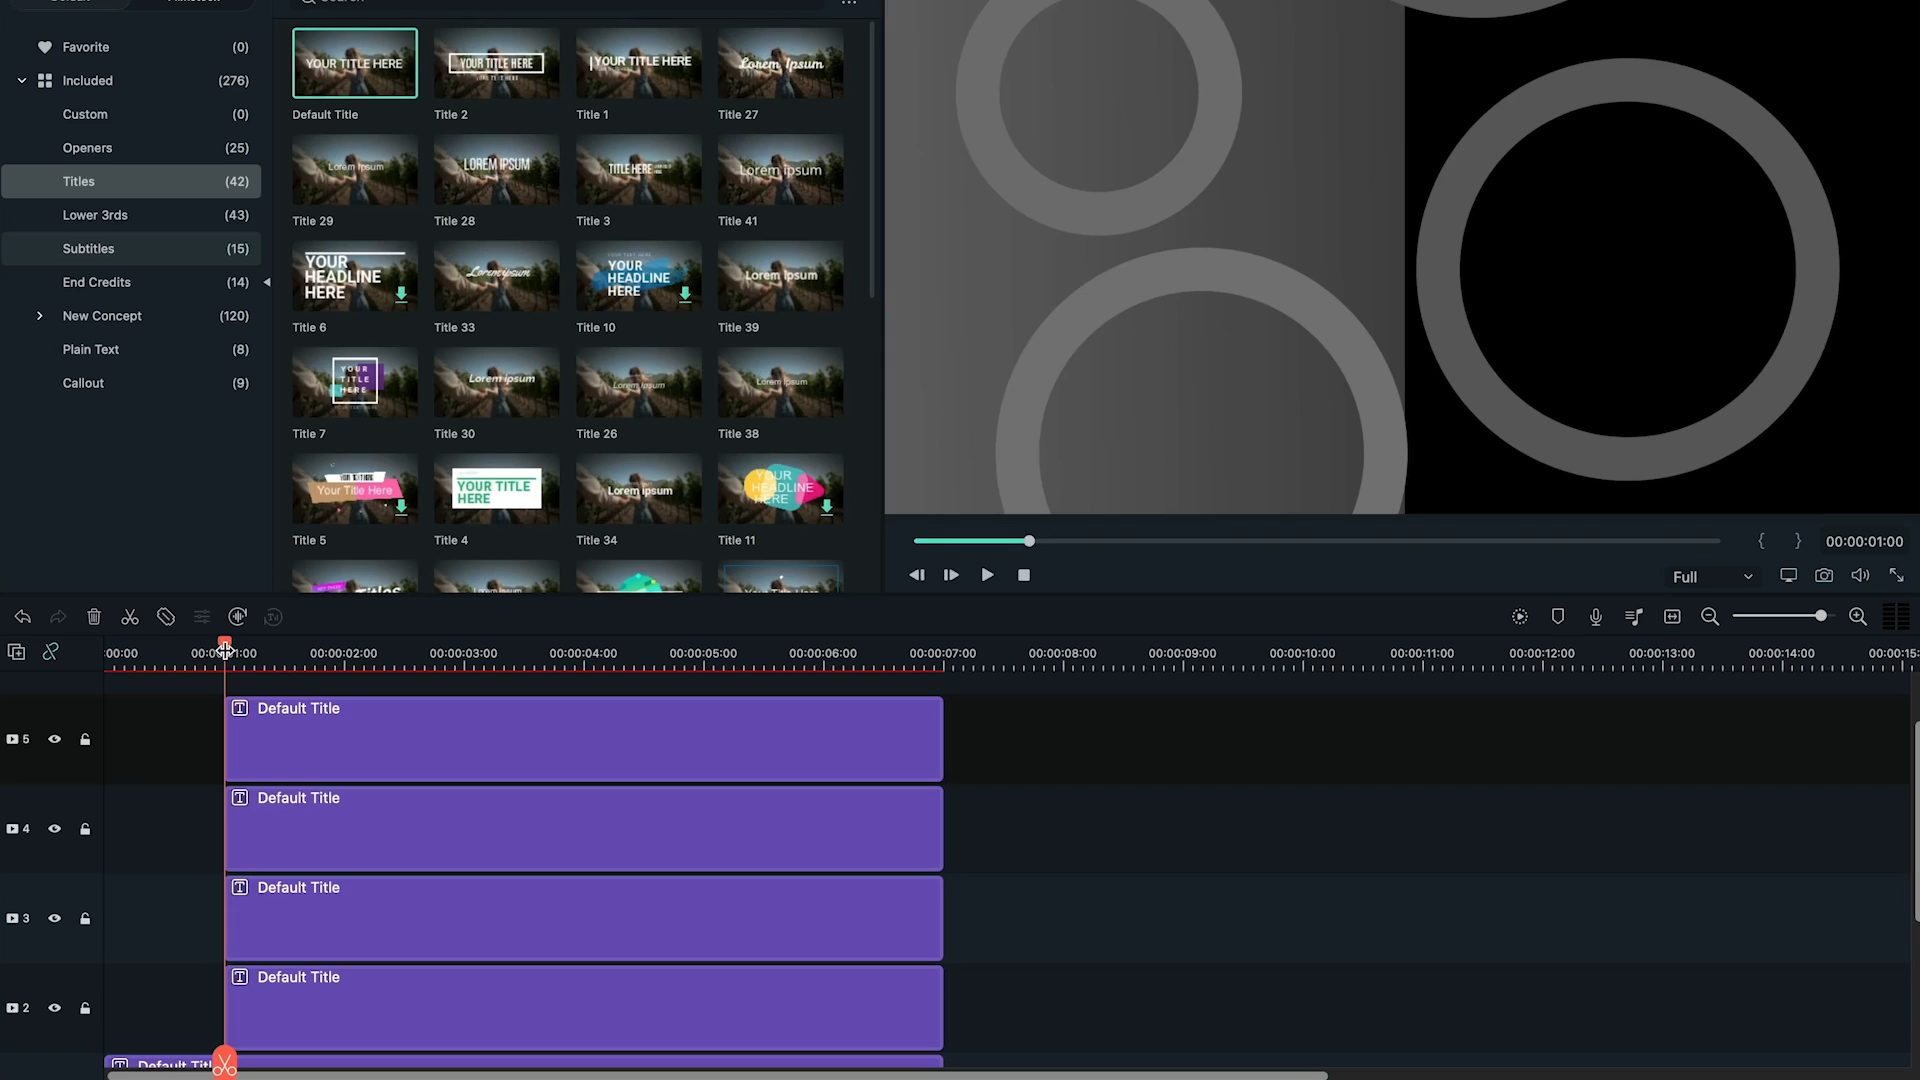 Favorite (0)
Included (276)
Custom (0)
Openers (25)
Titles (42)
Lower 3rds (43)
Subtitles (15)
End Credits (14)
New Concept (120)
Plain Text (8)
Callout (9)
YOUR TITLE HERE
YOUR TITLE HERE
YOUR TITLE HERE
Lorem Ipsum
Default Title
Title 2
Title 1
Title 27
Lorem Ipsum
LOREM IPSUM
TITLE HERE
Lorem Ipsum
Title 29
Title 28
Title 3
Title 41
YOUR
HEADLINE
HERE
Lorem Ipsum
YOUR
HEADLINE
HERE
Lorem Ipsum
Title 6
Title 33
Title 10
Title 39
YOUR
TITLE
HERE
Lorem Ipsum
Lorem Ipsum
Lorem Ipsum
Title 7
Title 30
Title 26
Title 38
Your Title Here
YOUR TITLE
HERE
Lorem Ipsum
YOUR
HEADLINE
HERE
Title 5
Title 4
Title 34
Title 11
{ } 00:00:01:00
Full
:00:00
00:00:02:00
00:00:03:00
00:00:04:00
00:00:05:00
00:00:06:00
00:00:07:00
00:00:08:00
00:00:09:00
00:00:10:00
00:00:11:00
00:00:12:00
00:00:13:00
00:00:14:00
00:00:15:
Default Title
5
Default Title
4
Default Title
3
Default Title
2
Default Titl